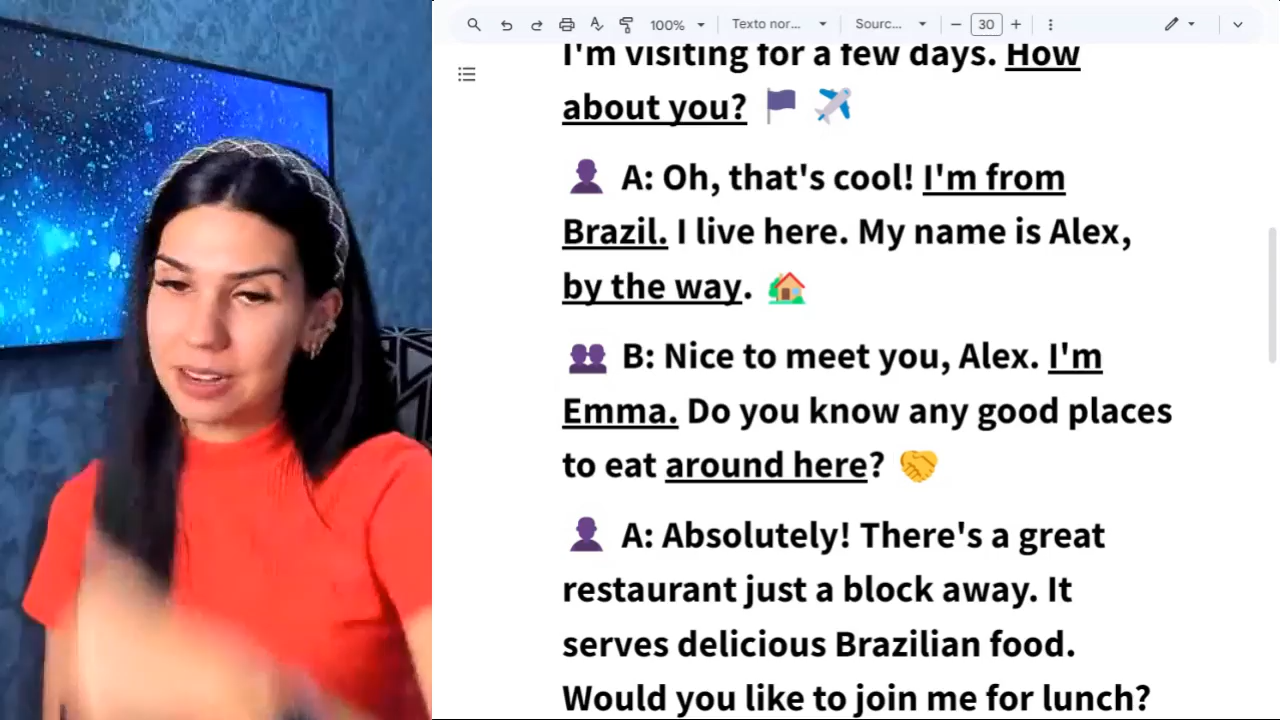 100% Texto nor... Sourc... 30
I'm visiting for a few days. How
about you?
A: Oh, that's cool! I'm from
Brazil. I live here. My name is Alex,
by the way.
B: Nice to meet you, Alex. I'm
Emma. Do you know any good places
to eat around here?
A: Absolutely! There's a great
restaurant just a block away. It
serves delicious Brazilian food.
Would you like to join me for lunch?